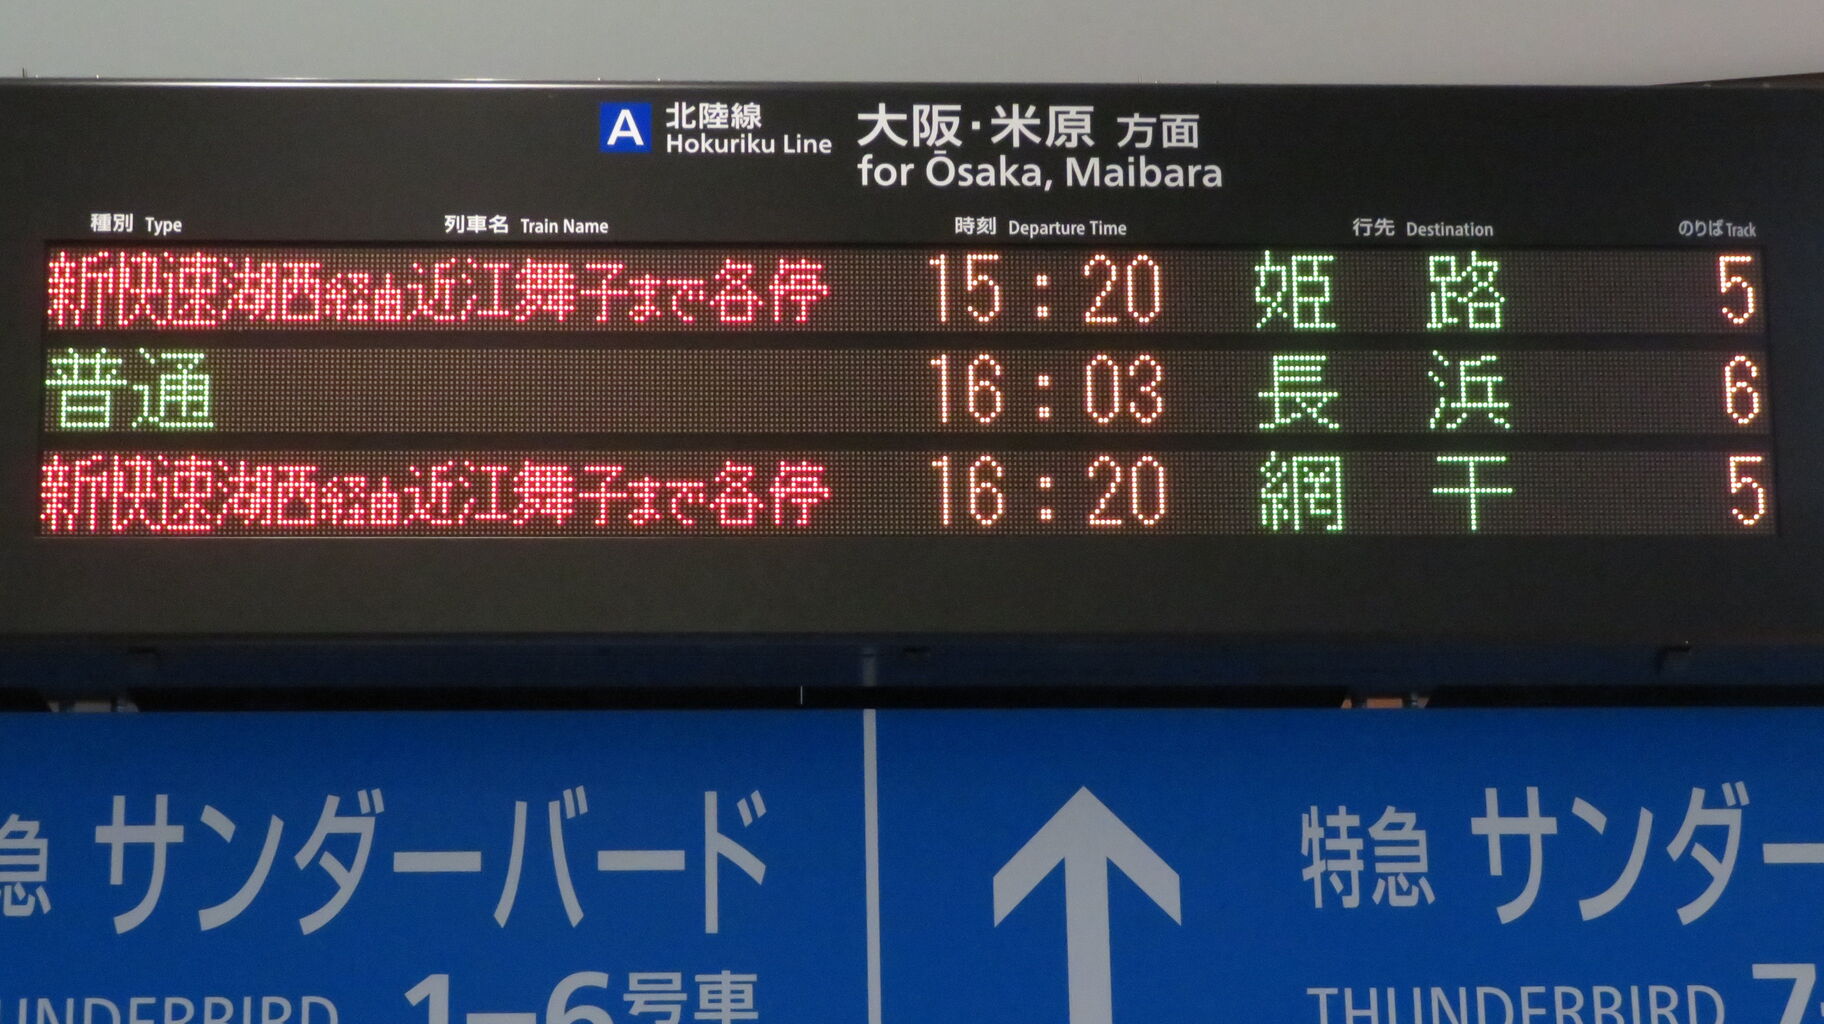 A 北陸線 大阪・米原 方面
Hokuriku Line for Ōsaka, Maibara
種別 Type 列車名 Train Name 時刻 Departure Time 行先 Destination のりば Track
新快速湖西経由近江舞子まで各停 15:20 姫路 5
普通 16:03 長浜 6
新快速湖西経由近江舞子まで各停 16:20 網干 5
急 サンダーバード
UNDERBIRD 1-6号車
特急 サンダー
THUNDERBIRD 7-